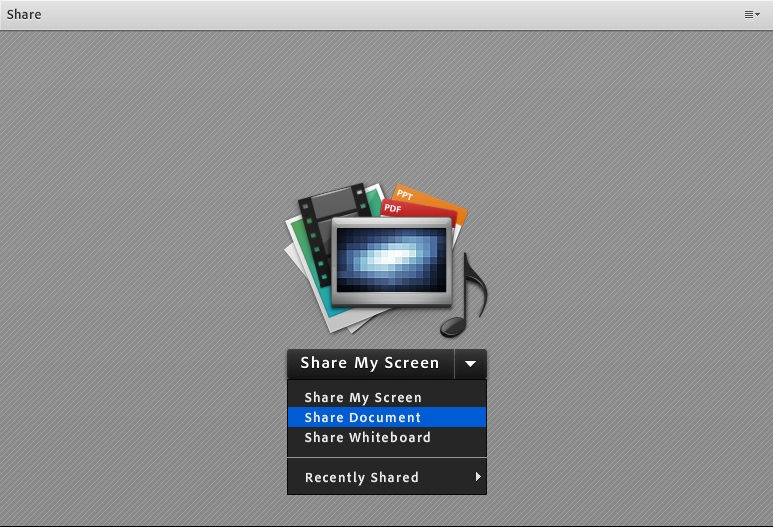 Share
PPT
PDF
Share My Screen
Share My Screen
Share Document
Share Whiteboard
Recently Shared